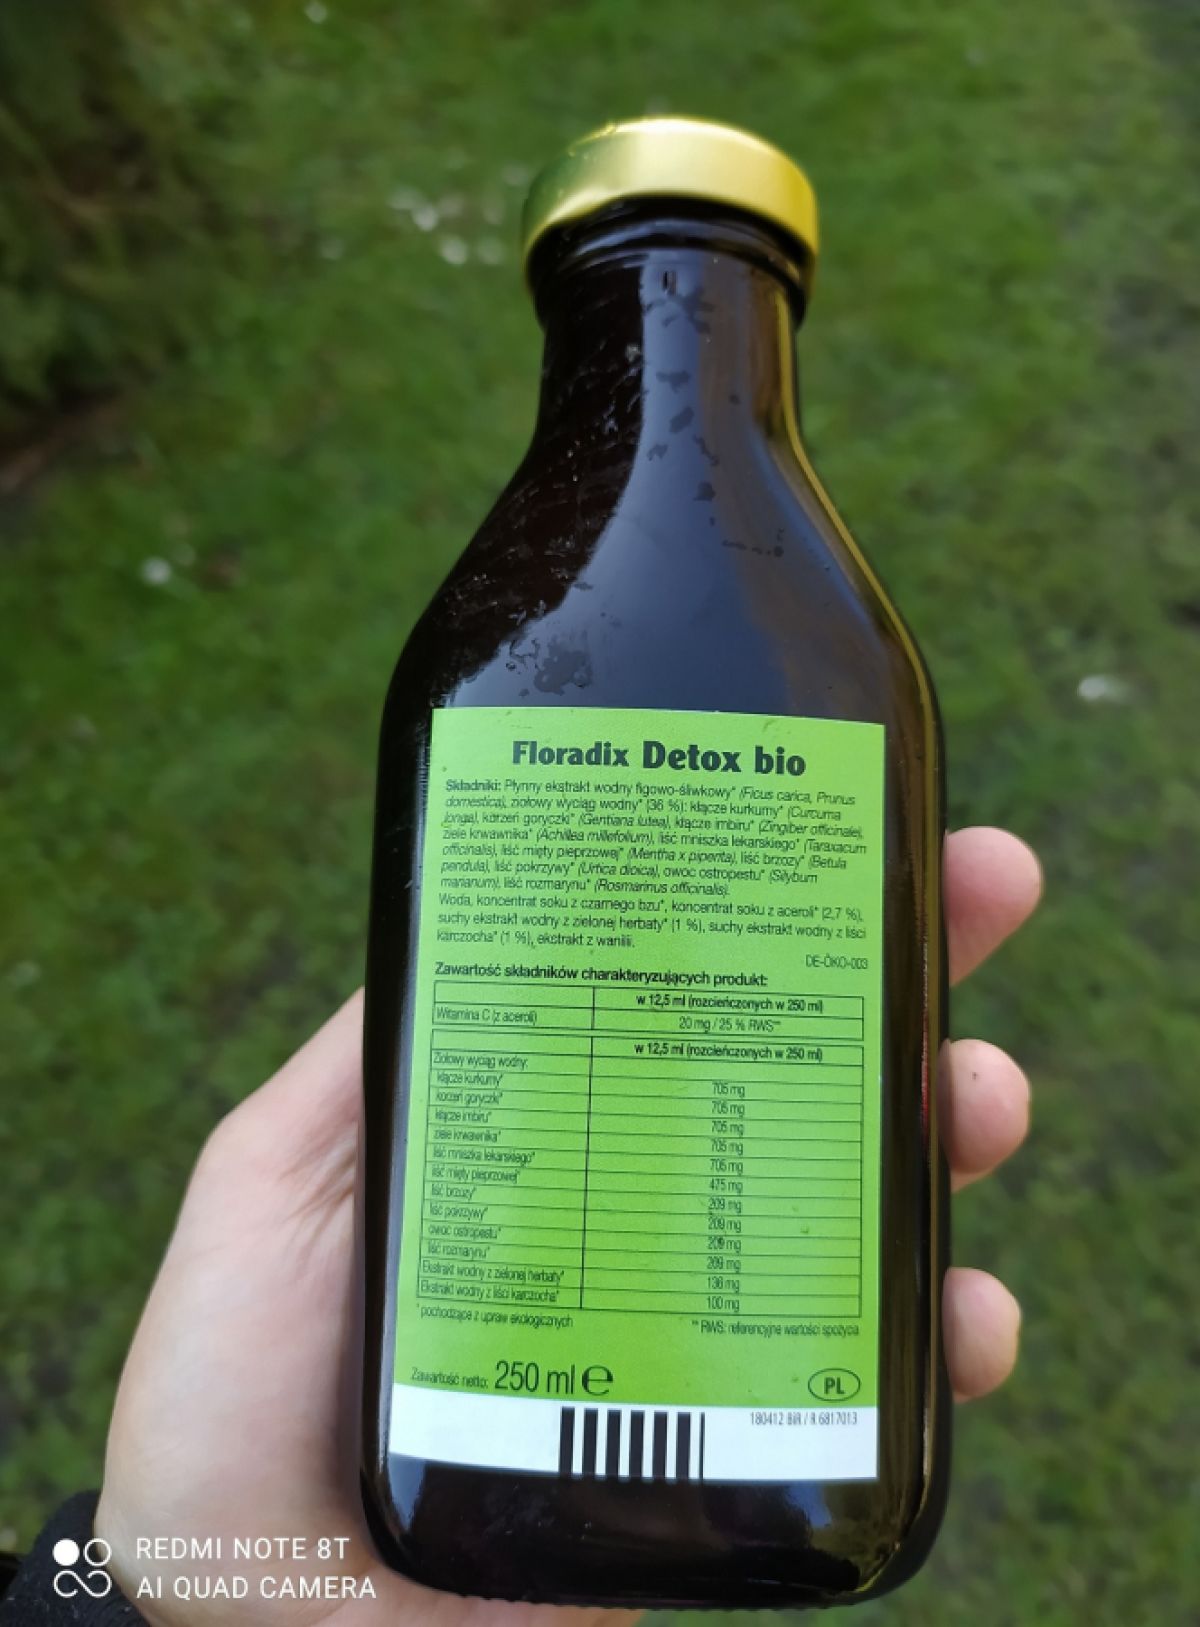 Floradix Detox bio
Składniki: Płynny ekstrakt wodny figowo-śliwkowy* (Ficus carica, Prunus
domestica), ziołowy wyciąg wodny* (36 %): kłącze kurkumy* (Curcuma
longa), korzeń goryczki* (Gentiana lutea), kłącze imbiru* (Zingiber officinale),
ziele krwawnika* (Achillea millefolium), liść mniszka lekarskiego* (Taraxacum
officinalis), liść mięty pieprzowej* (Mentha x piperita), liść brzozy* (Betula
pendula), liść pokrzywy* (Urtica dioica), owoc ostropestu* (Silybum
marianum), liść rozmarynu* (Rosmarinus officinalis).
Woda, koncentrat soku z czarnego bzu*, koncentrat soku z aceroli* (2,7 %),
suchy ekstrakt wodny z zielonej herbaty* (1 %), suchy ekstrakt wodny z liści
karczocha* (1 %), ekstrakt z wanilii.
DE-ÖKO-003
Zawartość składników charakteryzujących produkt:
w 12,5 ml (rozcieńczonych w 250 ml)
Witamina C (z aceroli) 20 mg / 25 % RWS**
w 12,5 ml (rozcieńczonych w 250 ml)
Ziołowy wyciąg wodny:
kłącze kurkumy* 705 mg
korzeń goryczki* 705 mg
kłącze imbiru* 705 mg
ziele krwawnika* 705 mg
liść mniszka lekarskiego* 705 mg
liść mięty pieprzowej* 475 mg
liść brzozy* 209 mg
liść pokrzywy* 209 mg
owoc ostropestu* 209 mg
liść rozmarynu* 209 mg
Ekstrakt wodny z zielonej herbaty* 136 mg
Ekstrakt wodny z liści karczocha* 100 mg
* pochodzące z upraw ekologicznych
** RWS: referencyjne wartości spożycia
Zawartość netto: 250 ml e
PL
180412 BIR / R 6817013
REDMI NOTE 8T
AI QUAD CAMERA